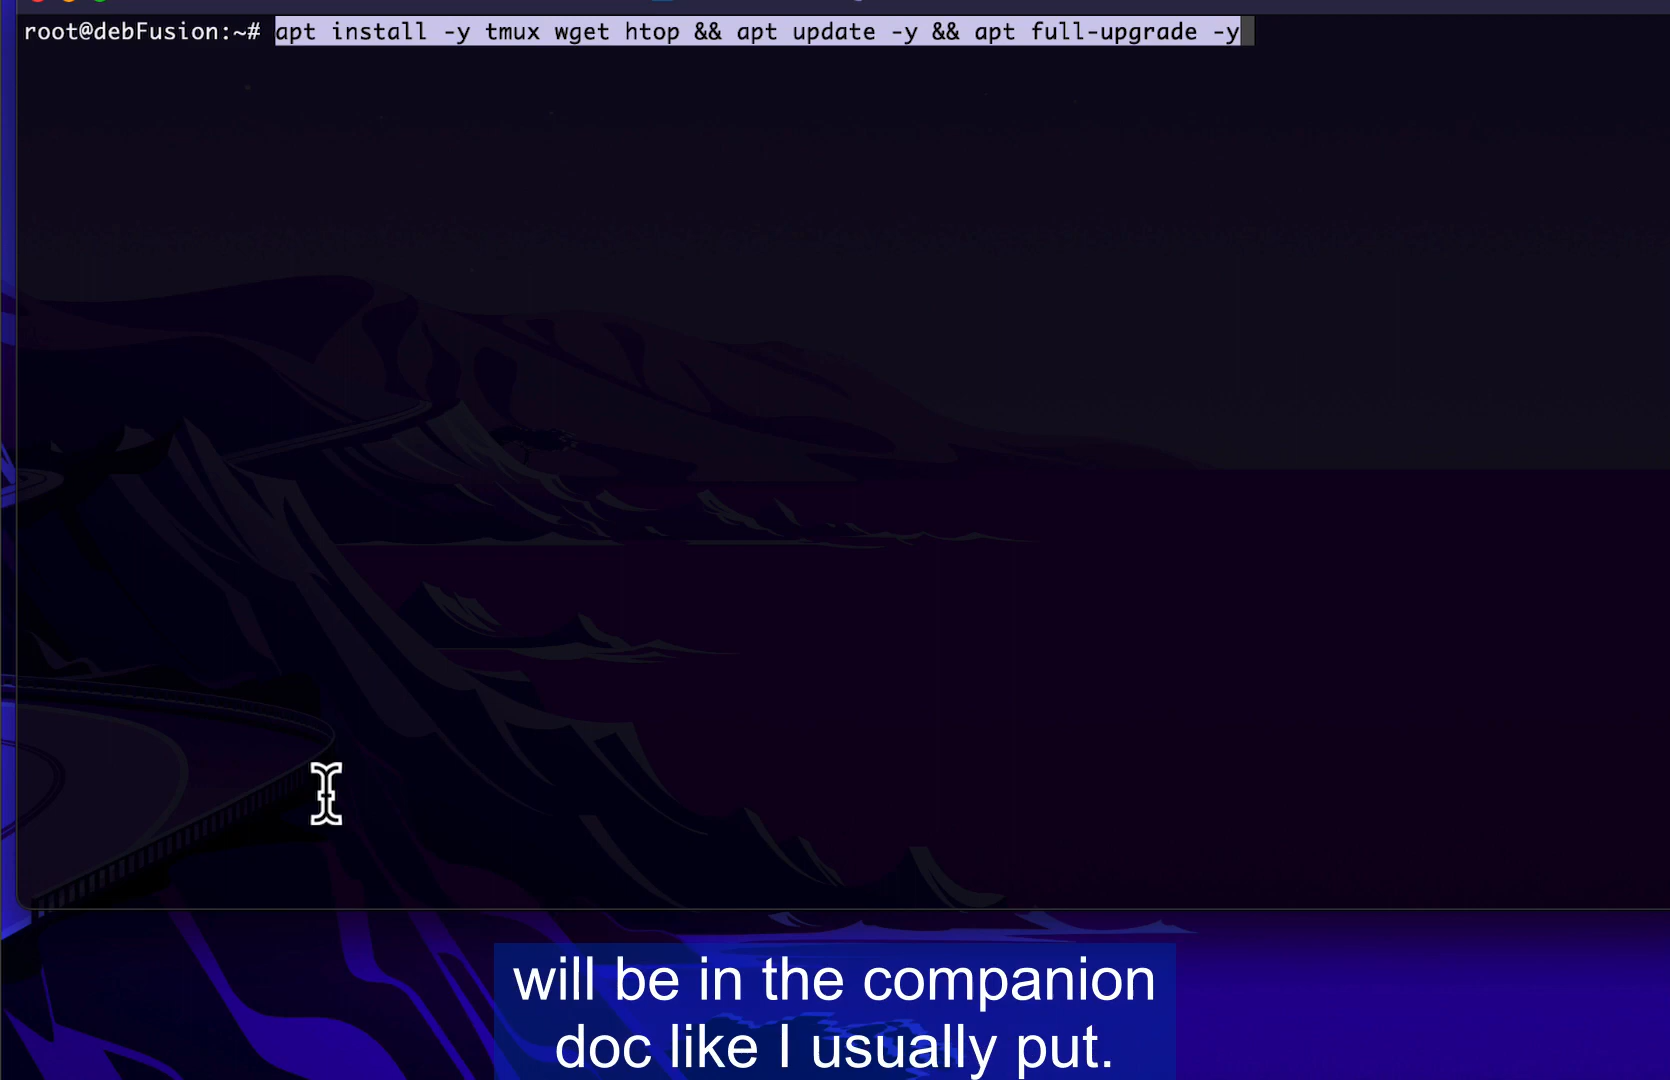 root@debFusion:~# apt install -y tmux wget htop && apt update -y && apt full-upgrade -y
will be in the companion
doc like I usually put.